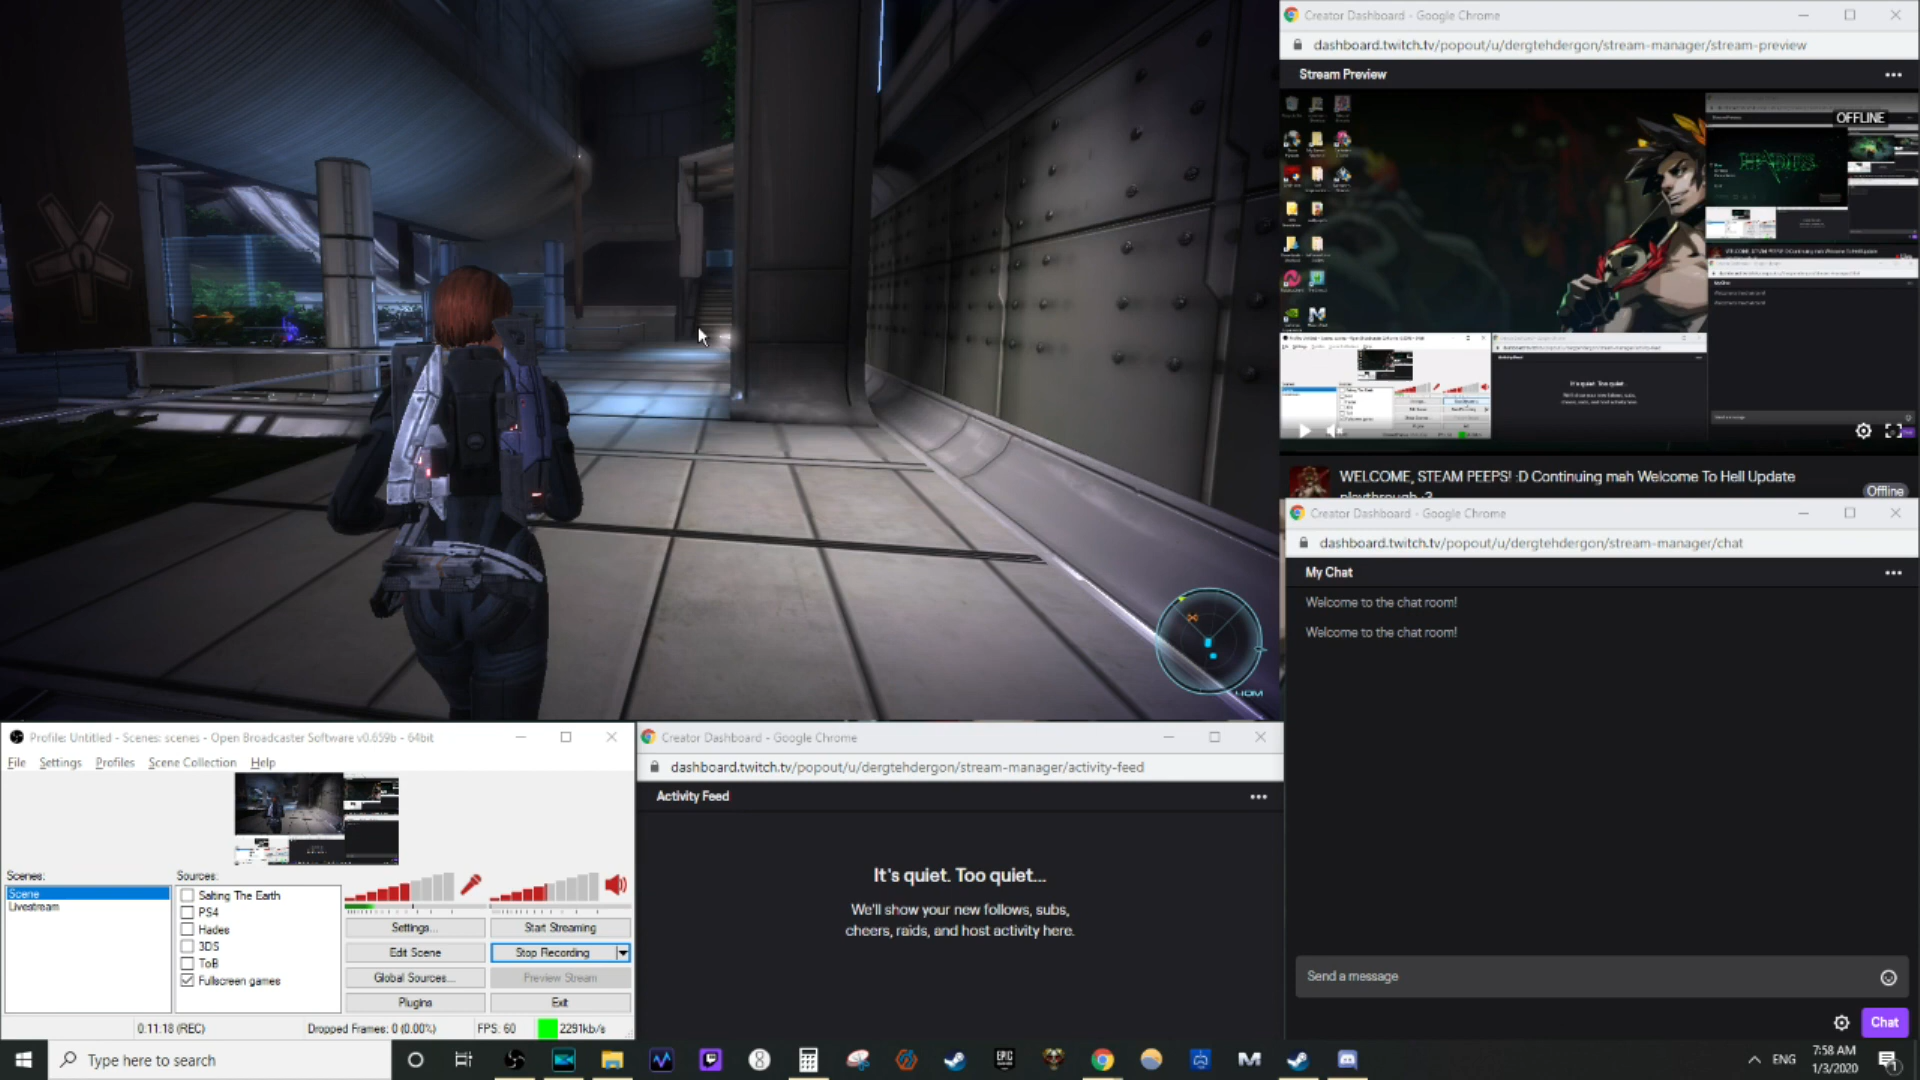 Creator Dashboard - Google Chrome
dashboard.twitch.tv/popout/u/dergtehdergon/stream-manager/stream-preview
Stream Preview
OFFLINE
WELCOME, STEAM PEEPS! :D Continuing mah Welcome To Hell Update
playthrough :3
Offline
Creator Dashboard - Google Chrome
dashboard.twitch.tv/popout/u/dergtehdergon/stream-manager/chat
My Chat
Welcome to the chat room!
Welcome to the chat room!
Send a message
Chat
Profile: Untitled - Scenes: scenes - Open Broadcaster Software v0.659b - 64bit
File Settings Profiles Scene Collection Help
Scenes:
Scene
Livestream
Sources:
Salting The Earth
PS4
Hades
3DS
ToB
Fullscreen games
Settings...
Start Streaming
Edit Scene
Stop Recording
Global Sources...
Preview Stream
Plugins
Exit
0:11:18 (REC)
Dropped Frames: 0 (0.00%)
FPS: 60
2291kb/s
Creator Dashboard - Google Chrome
dashboard.twitch.tv/popout/u/dergtehdergon/stream-manager/activity-feed
Activity Feed
It's quiet. Too quiet...
We'll show your new follows, subs,
cheers, raids, and host activity here.
Type here to search
EPIC
ENG
7:58 AM
1/3/2020